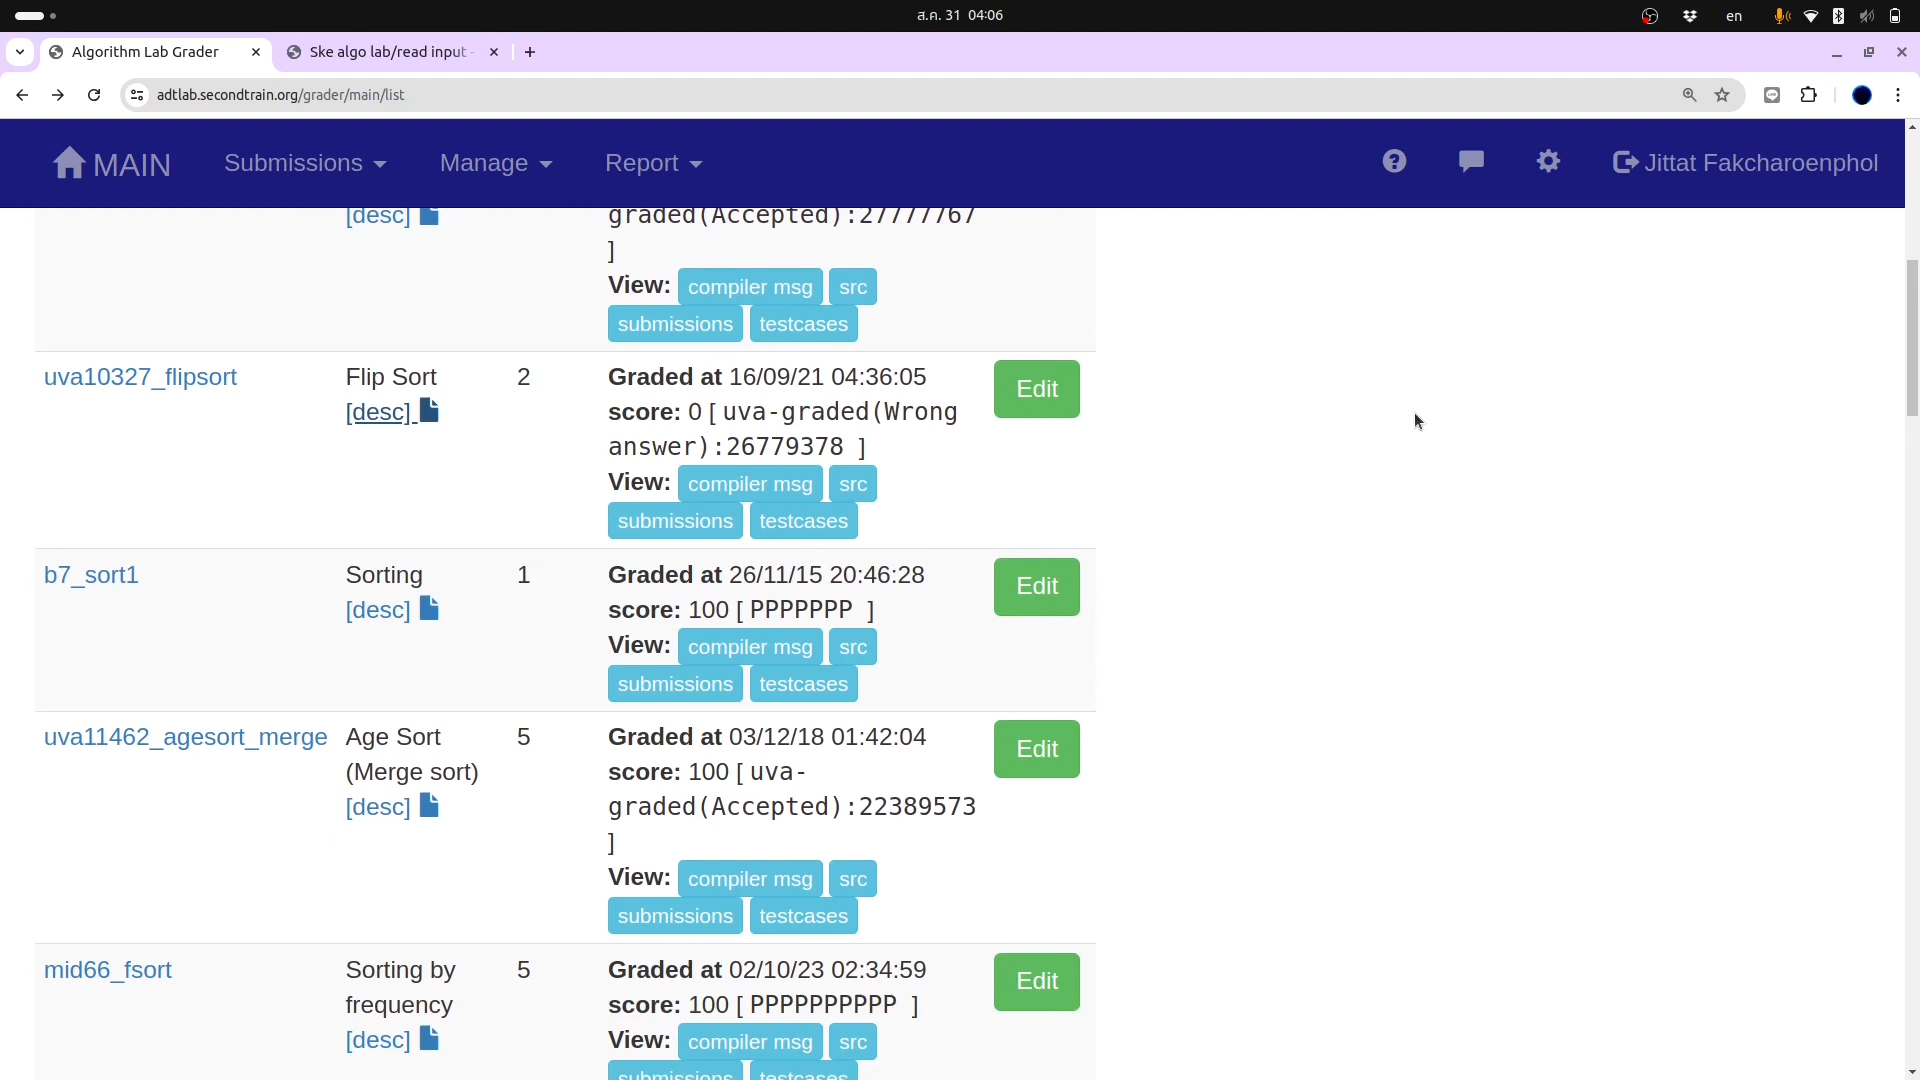 ส.ค. 31 04:06
en
Algorithm Lab Grader
Ske algo lab/read input -
adtlab.secondtrain.org/grader/main/list
MAIN Submissions Manage Report Jittat Fakcharoenphol
[desc] graded(Accepted):27777767
]
View: compiler msg src
submissions testcases
uva10327_flipsort Flip Sort 2 Graded at 16/09/21 04:36:05 Edit
[desc] score: 0 [ uva-graded(Wrong
answer):26779378 ]
View: compiler msg src
submissions testcases
b7_sort1 Sorting 1 Graded at 26/11/15 20:46:28 Edit
[desc] score: 100 [ PPPPPPP ]
View: compiler msg src
submissions testcases
uva11462_agesort_merge Age Sort 5 Graded at 03/12/18 01:42:04 Edit
(Merge sort) score: 100 [ uva-
[desc] graded(Accepted):22389573
]
View: compiler msg src
submissions testcases
mid66_fsort Sorting by 5 Graded at 02/10/23 02:34:59 Edit
frequency score: 100 [ PPPPPPPPPP ]
[desc] View: compiler msg src
submissions testcases